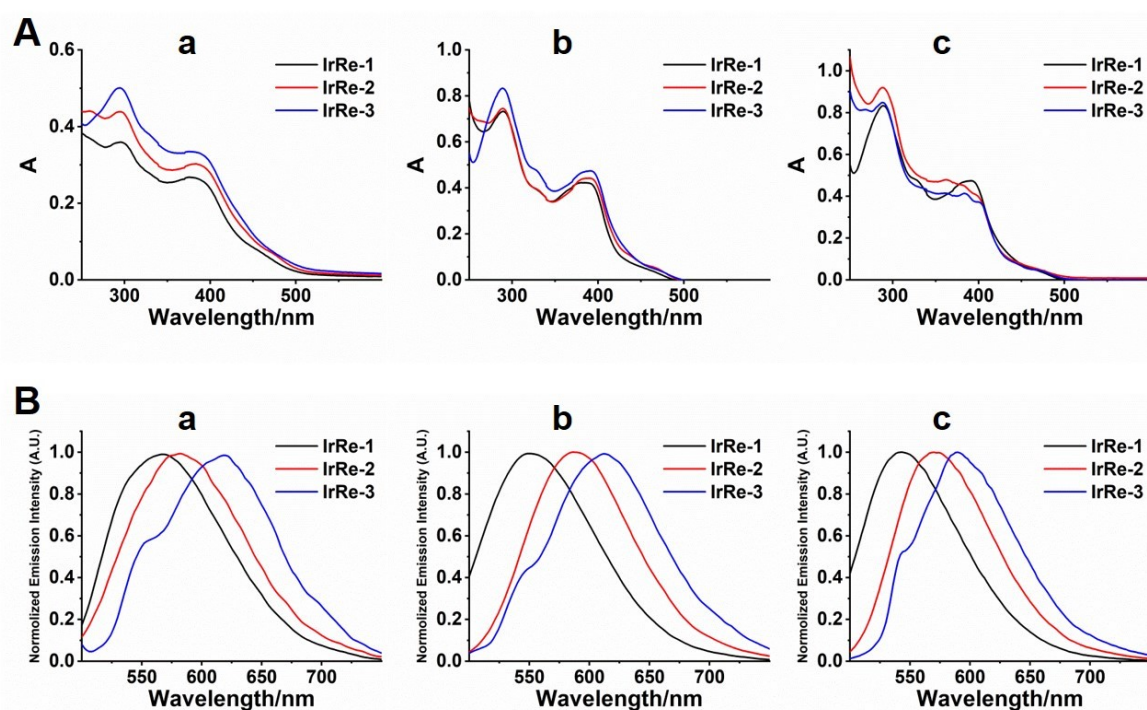 A
a
b
c
IrRe-1
IrRe-2
IrRe-3
IrRe-1
IrRe-2
IrRe-3
IrRe-1
IrRe-2
IrRe-3
A
0.6
0.4
0.2
0.0
300 400 500
Wavelength/nm
A
1.0
0.8
0.6
0.4
0.2
0.0
300 400 500
Wavelength/nm
A
1.0
0.8
0.6
0.4
0.2
0.0
300 400 500
Wavelength/nm
B
a
b
c
IrRe-1
IrRe-2
IrRe-3
IrRe-1
IrRe-2
IrRe-3
IrRe-1
IrRe-2
IrRe-3
Normalized Emission Intensity (A.U.)
1.0
0.8
0.6
0.4
0.2
0.0
550 600 650 700
Wavelength/nm
Normalized Emission Intensity (A.U.)
1.0
0.8
0.6
0.4
0.2
0.0
550 600 650 700
Wavelength/nm
Normalized Emission Intensity (A.U.)
1.0
0.8
0.6
0.4
0.2
0.0
550 600 650 700
Wavelength/nm